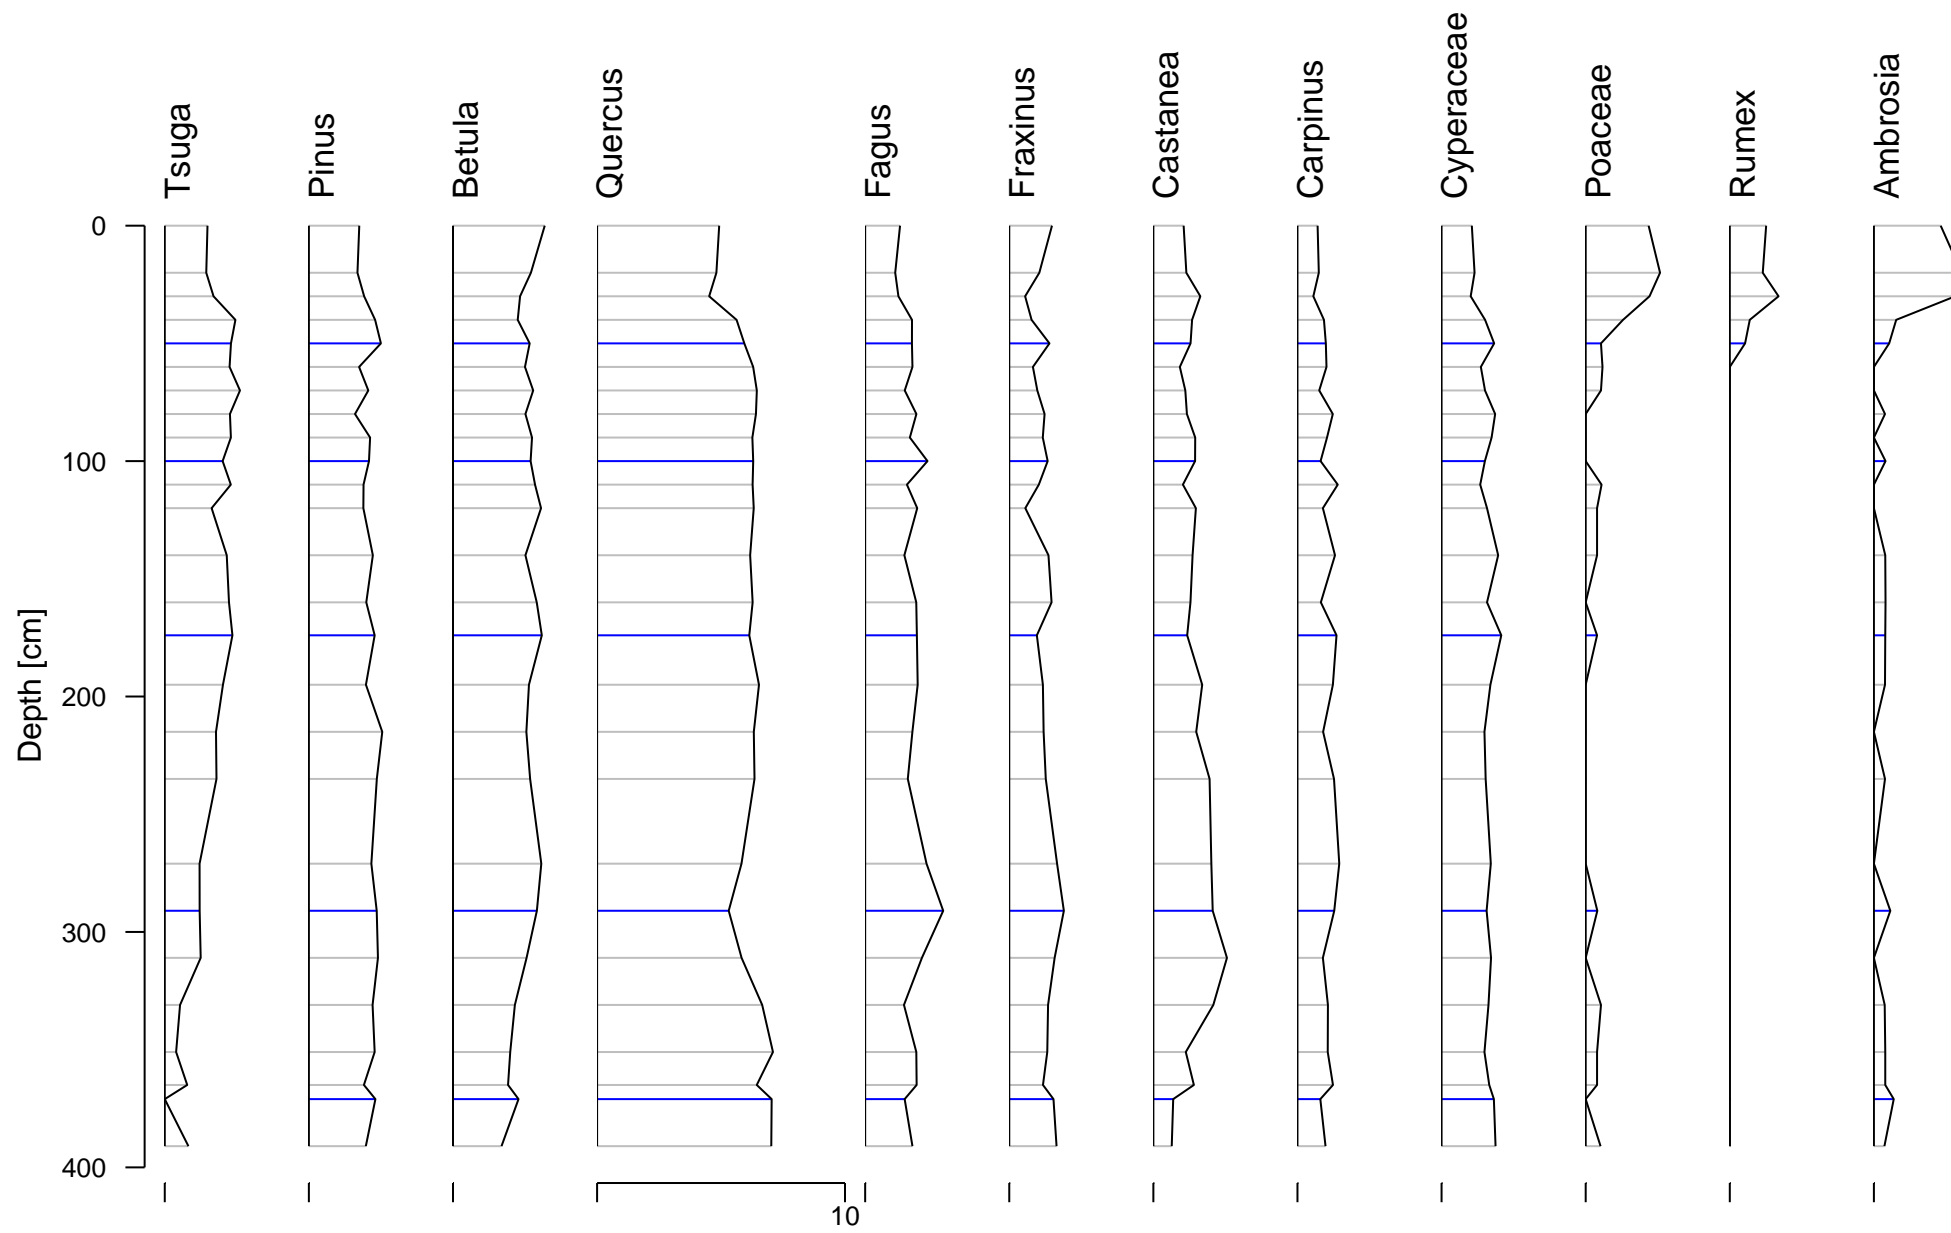 Tsuga
Pinus
Betula
Quercus
Fagus
Fraxinus
Castanea
Carpinus
Cyperaceae
Poaceae
Rumex
Ambrosia
Depth [cm]
0
100
200
300
400
10